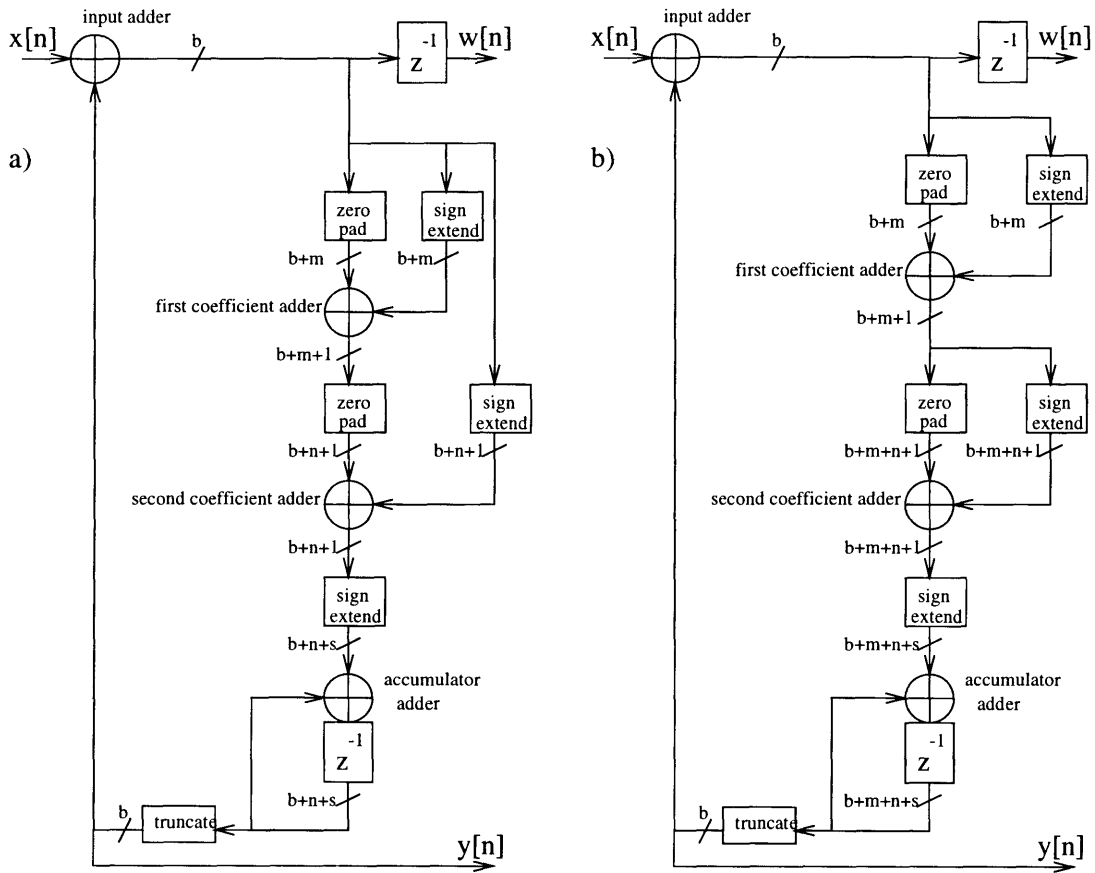 input adder
x[n]
b
z
-1
w[n]
a)
zero
pad
sign
extend
b+m
b+m
first coefficient adder
b+m+1
zero
pad
sign
extend
b+n+1
b+n+1
second coefficient adder
b+n+1
sign
extend
b+n+s
accumulator
adder
-1
z
b+n+s
b
truncate
y[n]
input adder
x[n]
b
-1
z
w[n]
b)
zero
pad
sign
extend
b+m
b+m
first coefficient adder
b+m+1
zero
pad
sign
extend
b+m+n+1
b+m+n+1
second coefficient adder
b+m+n+1
sign
extend
b+m+n+s
accumulator
adder
-1
z
b+m+n+s
b
truncate
y[n]